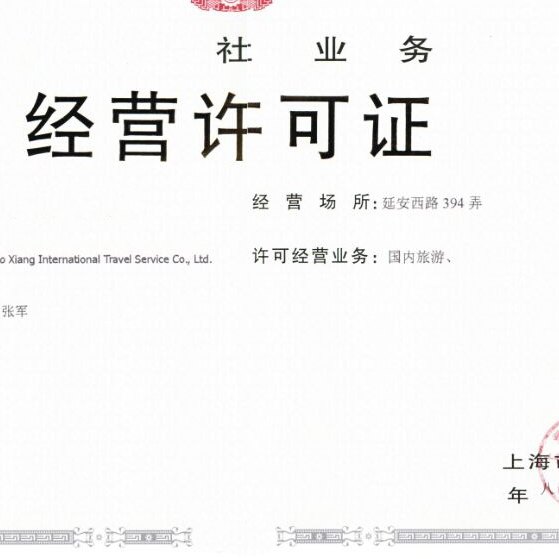 社业务
经营许可证
经营场所：延安西路 394 弄
o Xiang International Travel Service Co., Ltd.
许可经营业务：国内旅游、
张军
上海
年八